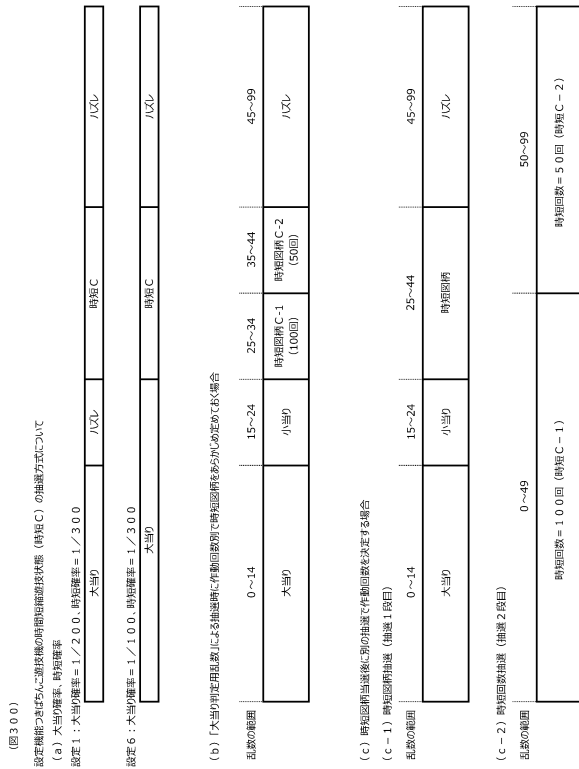 （図３００）
設定機能つきぱちんこ遊技機の時間短縮遊技状態（時短Ｃ）の抽選方式について
（ａ）大当り確率、時短確率
設定１：大当り確率＝１／２００、時短確率＝１／３００
大当り ハズレ 時短Ｃ ハズレ
設定６：大当り確率＝１／１００、時短確率＝１／３００
大当り 時短Ｃ ハズレ
（ｂ）「大当り判定用乱数」による抽選時に作動回数別で時短図柄をあらかじめ定めておく場合
乱数の範囲 0～14 15～24 25～34 35～44 45～99
大当り 小当り 時短図柄Ｃ-1 時短図柄Ｃ-2 ハズレ
（100回） （50回）
（ｃ）時短図柄当選後に別の抽選で作動回数を決定する場合
（ｃ－１）時短図柄抽選（抽選１段目）
乱数の範囲 0～14 15～24 25～44 45～99
大当り 小当り 時短図柄 ハズレ
（ｃ－２）時短回数抽選（抽選２段目）
乱数の範囲 0～49 50～99
時短回数＝１００回（時短Ｃ－１） 時短回数＝５０回（時短Ｃ－２）